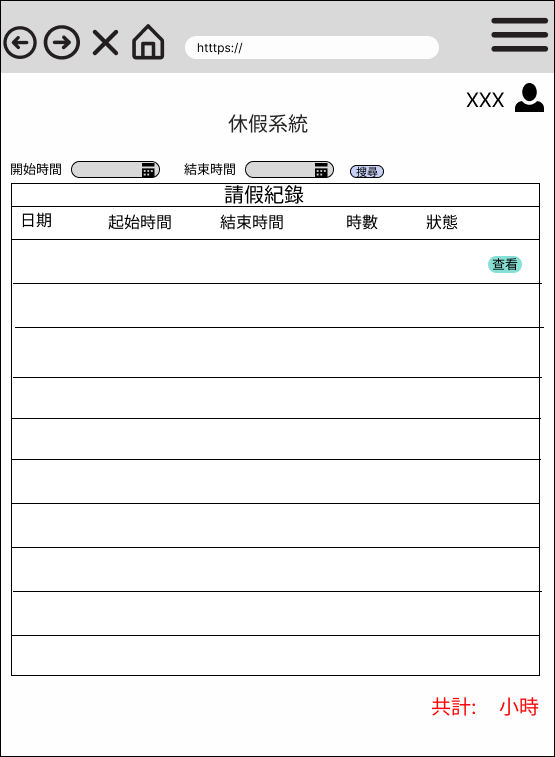 htttps://
XXX
休假系統
開始時間 結束時間 搜尋
請假紀錄
日期 起始時間 結束時間 時數 狀態
查看
共計: 小時